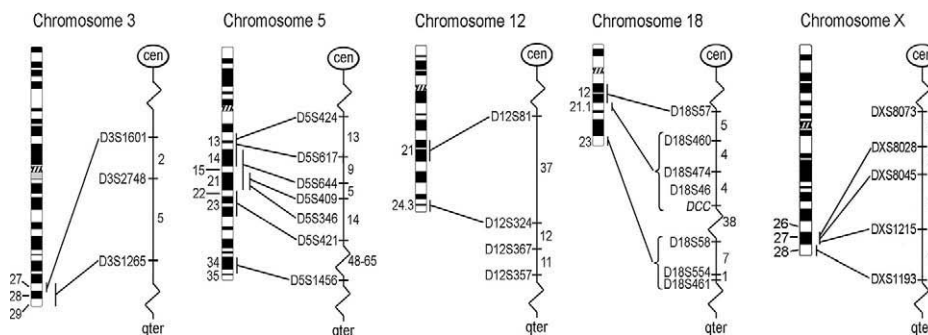 Chromosome 3
Chromosome 5
Chromosome 12
Chromosome 18
Chromosome X
cen
D3S1601
2
D3S2748
5
D3S1265
27
28
29
qter
cen
D5S424
13
13
D5S617
14
9
15
D5S644
5
21
D5S409
22
D5S346
14
23
D5S421
48-65
34
D5S1456
35
qter
cen
D12S81
21
37
24.3
D12S324
12
D12S367
11
D12S357
qter
cen
12
21.1
D18S57
5
23
D18S460
4
D18S474
D18S46
4
DCC
38
D18S58
7
D18S554
1
D18S461
qter
cen
DXS8073
DXS8028
DXS8045
26
DXS1215
27
28
DXS1193
qter